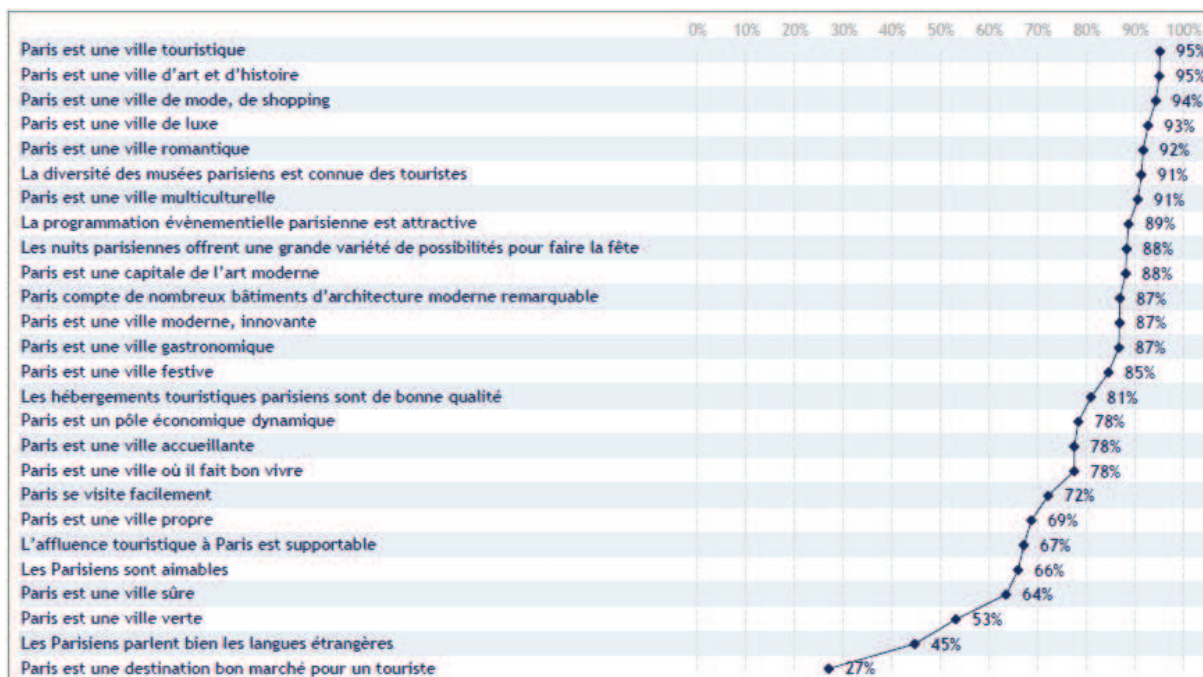 0% 10% 20% 30% 40% 50% 60% 70% 80% 90% 100%
Paris est une ville touristique 95%
Paris est une ville d'art et d'histoire 95%
Paris est une ville de mode, de shopping 94%
Paris est une ville de luxe 93%
Paris est une ville romantique 92%
La diversité des musées parisiens est connue des touristes 91%
Paris est une ville multiculturelle 91%
La programmation évènementielle parisienne est attractive 89%
Les nuits parisiennes offrent une grande variété de possibilités pour faire la fête 88%
Paris est une capitale de l'art moderne 88%
Paris compte de nombreux bâtiments d'architecture moderne remarquable 87%
Paris est une ville moderne, innovante 87%
Paris est une ville gastronomique 87%
Paris est une ville festive 85%
Les hébergements touristiques parisiens sont de bonne qualité 81%
Paris est un pôle économique dynamique 78%
Paris est une ville accueillante 78%
Paris est une ville où il fait bon vivre 78%
Paris se visite facilement 72%
Paris est une ville propre 69%
L'affluence touristique à Paris est supportable 67%
Les Parisiens sont aimables 66%
Paris est une ville sûre 64%
Paris est une ville verte 53%
Les Parisiens parlent bien les langues étrangères 45%
Paris est une destination bon marché pour un touriste 27%